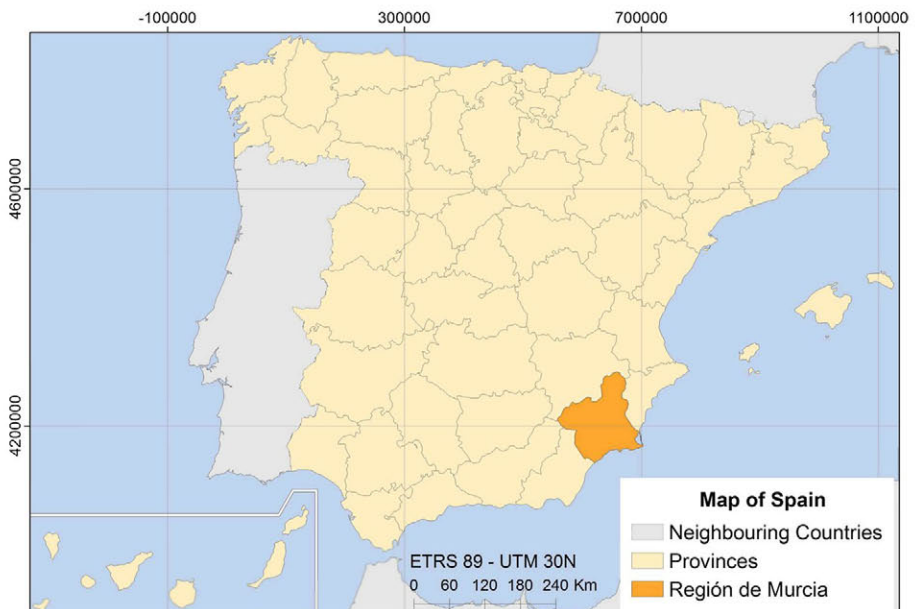 -100000 300000 7000000 1100000
4600000
4200000
ETRS 89 - UTM 30N
0 60 120 180 240 Km
Map of Spain
Neighbouring Countries
Provinces
Región de Murcia